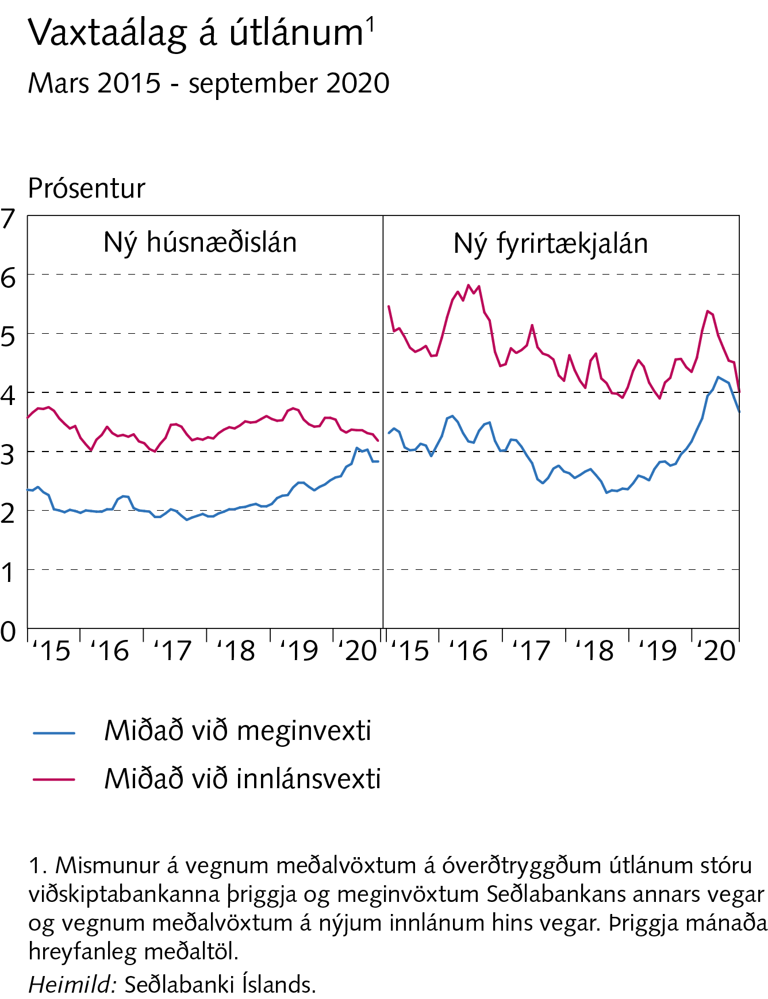 Vaxtaálag á útlánum¹
Mars 2015 - september 2020
Prósentur
7
6
5
4
3
2
1
0
Ný húsnæðislán
Ný fyrirtækjalán
‘15 ‘16 ‘17 ‘18 ‘19 ‘20 ‘15 ‘16 ‘17 ‘18 ‘19 ‘20
Miðað við meginvexti
Miðað við innlánsvexti
1. Mismunur á vegnum meðalvöxtum á óverðtryggðum útlánum stóru
viðskiptabankanna þriggja og meginvöxtum Seðlabankans annars vegar
og vegnum meðalvöxtum á nýjum innlánum hins vegar. Þriggja mánaða
hreyfanleg meðaltöl.
Heimild: Seðlabanki Íslands.